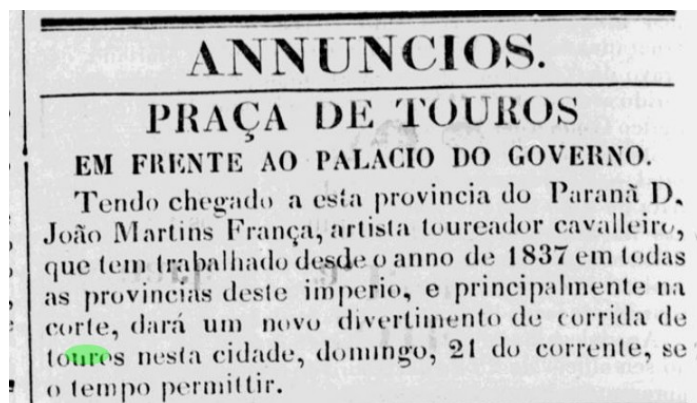 ANNUNCIOS.
PRAÇA DE TOUROS
EM FRENTE AO PALACIO DO GOVERNO.
Tendo chegado a esta provincia do Paranà D.
João Martins França, artista toureador cavalleiro,
que tem trabalhado desde o anno de 1837 em todas
as provincias deste imperio, e principalmente na
corte, dará um novo divertimento de corrida de
touros nesta cidade, domingo, 21 do corrente, se
o tempo permittir.